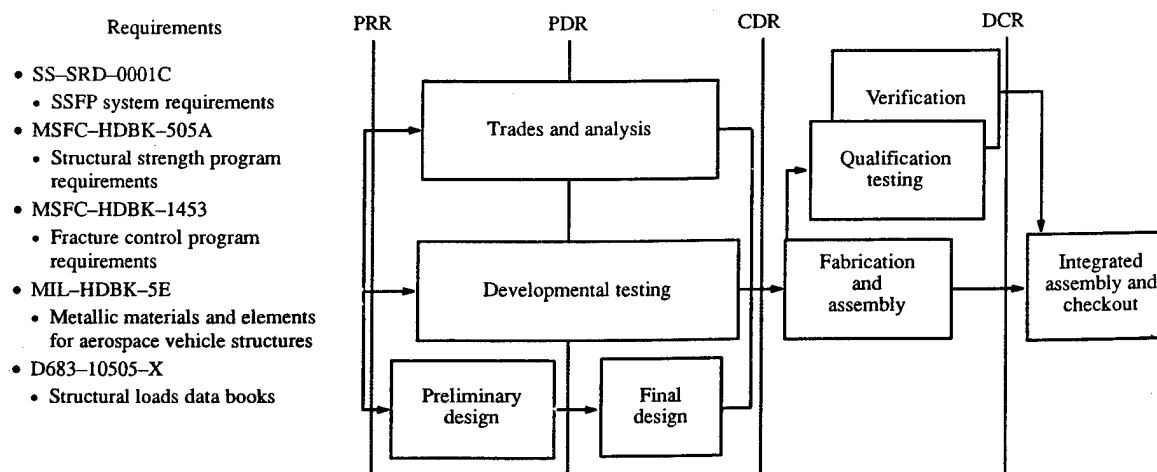 Requirements
• SS–SRD–0001C
• SSFP system requirements
• MSFC–HDBK–505A
• Structural strength program
requirements
• MSFC–HDBK–1453
• Fracture control program
requirements
• MIL–HDBK–5E
• Metallic materials and elements
for aerospace vehicle structures
• D683–10505–X
• Structural loads data books
PRR
PDR
CDR
DCR
Trades and analysis
Developmental testing
Preliminary
design
Final
design
Verification
Qualification
testing
Fabrication
and
assembly
Integrated
assembly and
checkout